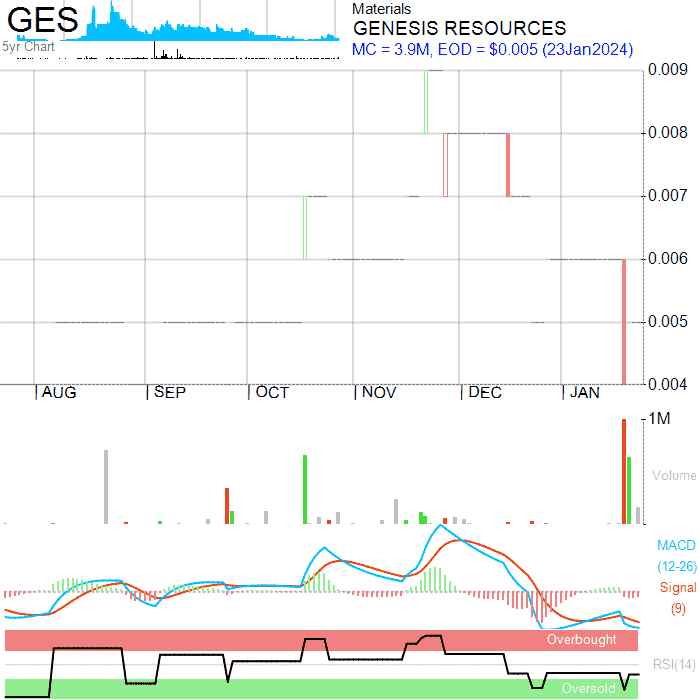 GES
5yr Chart
Materials
GENESIS RESOURCES
MC = 3.9M, EOD = $0.005 (23Jan2024)
0.009
0.008
0.007
0.006
0.005
0.004
AUG SEP OCT NOV DEC JAN
1M
Volume
MACD
(12-26)
Signal
(9)
Overbought
RSI(14)
Oversold